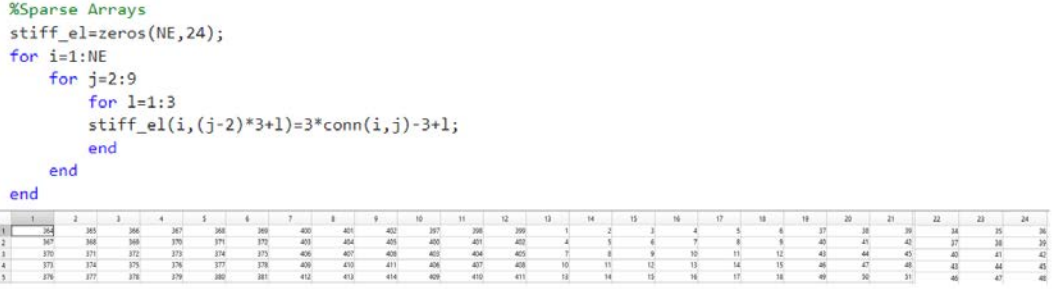 %Sparse Arrays
stiff_el=zeros(NE,24);
for i=1:NE
for j=2:9
for l=1:3
stiff_el(i,(j-2)*3+l)=3*conn(i,j)-3+l;
end
end
end
1 2 3 4 5 6 7 8 9 10 11 12 13 14 15 16 17 18 19 20 21 22 23 24
1 364 365 366 367 368 369 400 401 402 397 398 399 1 2 3 4 5 6 37 38 39 34 35 36
2 367 368 369 370 371 372 403 404 405 400 401 402 4 5 6 7 8 9 40 41 42 37 38 39
3 370 371 372 373 374 375 406 407 408 403 404 405 7 8 9 10 11 12 43 44 45 40 41 42
4 373 374 375 376 377 378 409 410 411 406 407 408 10 11 12 13 14 15 46 47 48 43 44 45
5 376 377 378 379 380 381 412 413 414 409 410 411 13 14 15 16 17 18 49 50 51 46 47 48